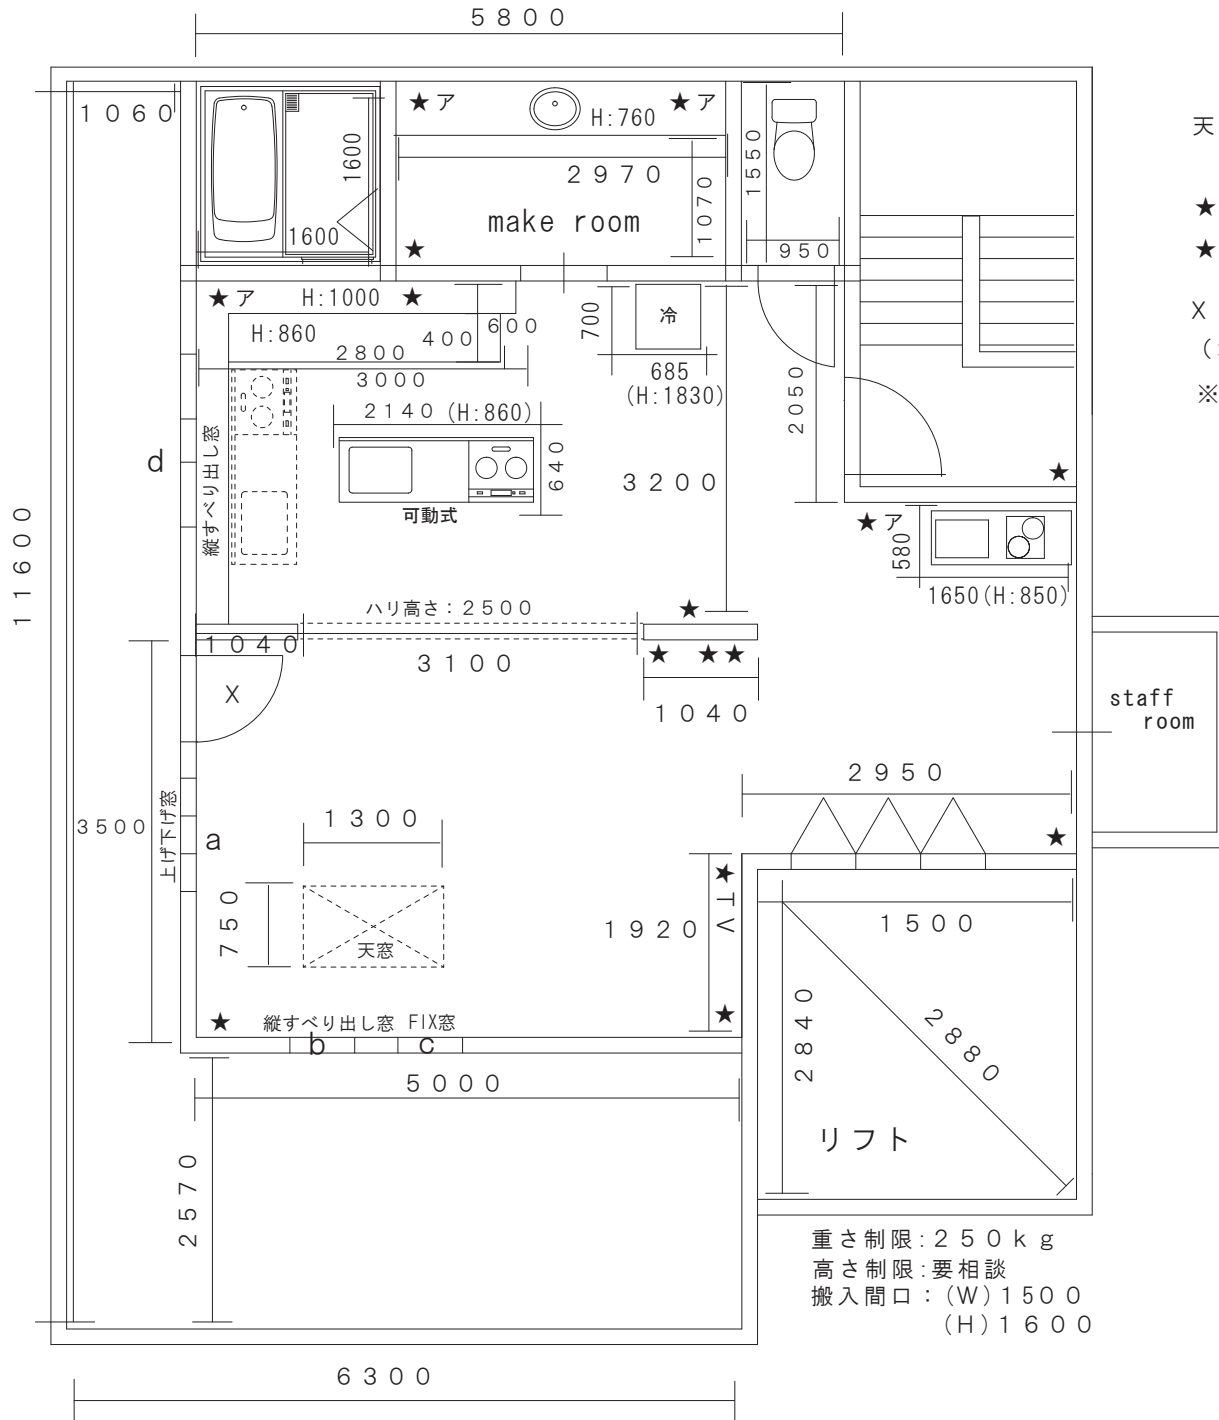 5800
1060
★ア
★ア
H:760
天
1600
1550
2970
1070
★
make room
1600
★
950
★
★ア
H:1000
★
冷
X
H:860
400
600
700
2800
3000
685
(H:1830)
2050
(
※
2140(H:860)
d
縦すべり出し窓
640
3200
★
可動式
★ア
580
11600
1650(H:850)
ハリ高さ：2500
★
1040
3100
★ ★★
X
1040
staff
room
2950
3500
上げ下げ窓
a
1300
★
★TV
750
1920
1500
天窓
2840
2880
★
縦すべり出し窓 FIX窓
★
b
c
5000
リフト
2570
重さ制限:250kg
高さ制限:要相談
搬入間口：(W)1500
(H)1600
6300